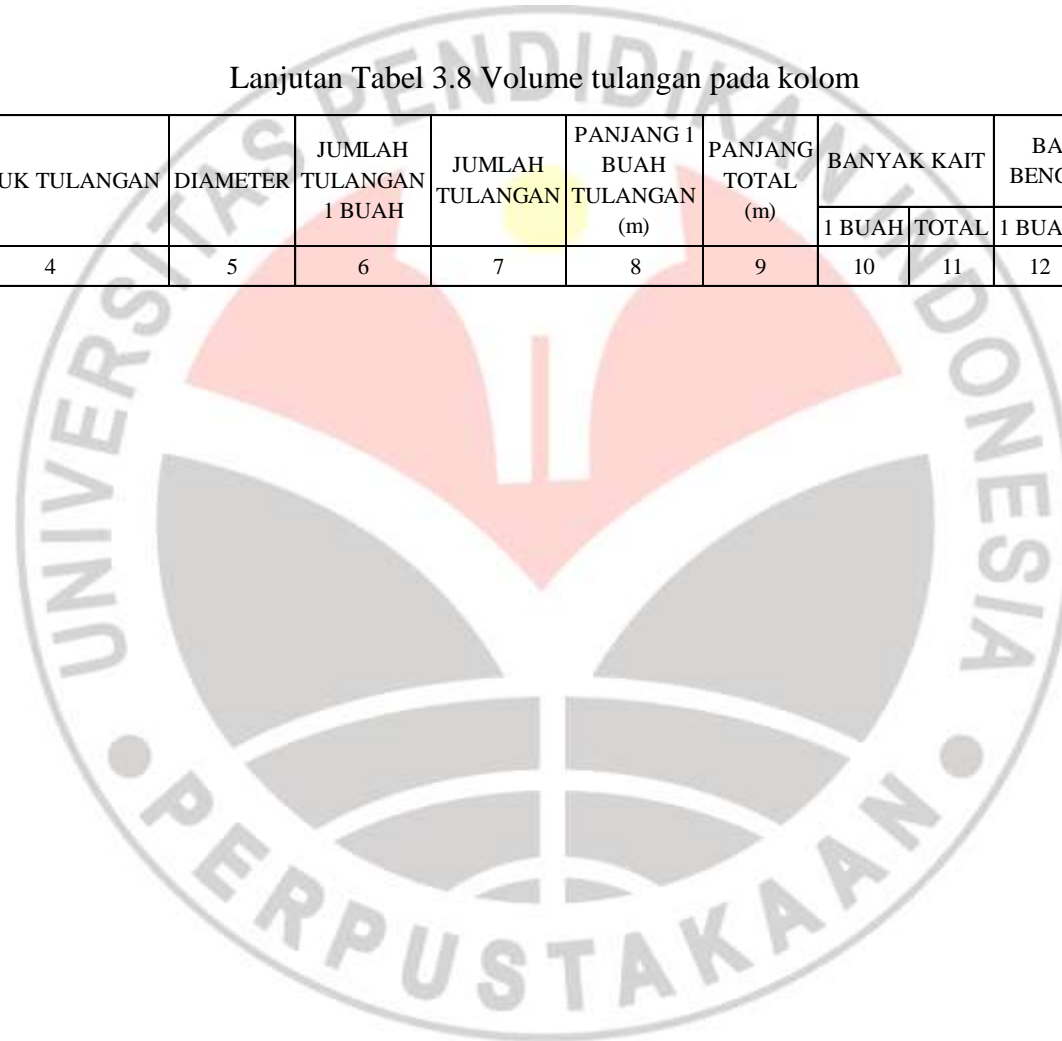 Lanjutan Tabel 3.8 Volume tulangan pada kolom
UK TULANGAN DIAMETER JUMLAH TULANGAN 1 BUAH JUMLAH TULANGAN PANJANG 1 BUAH TULANGAN (m) PANJANG TOTAL (m) BANYAK KAIT BA BENG
1 BUAH TOTAL 1 BUA
4 5 6 7 8 9 10 11 12
UNIVERSITAS PENDIDIKAN INDONESIA
PERPUSTAKAAN